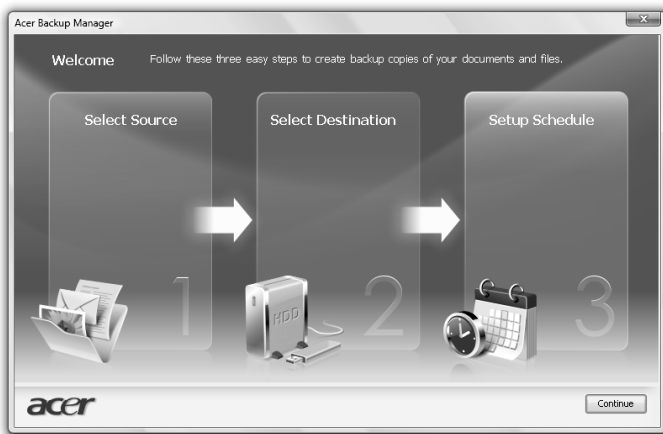 Acer Backup Manager
Welcome
Follow these three easy steps to create backup copies of your documents and files.
Select Source
Select Destination
Setup Schedule
1
HDD
2
3
acer
Continue